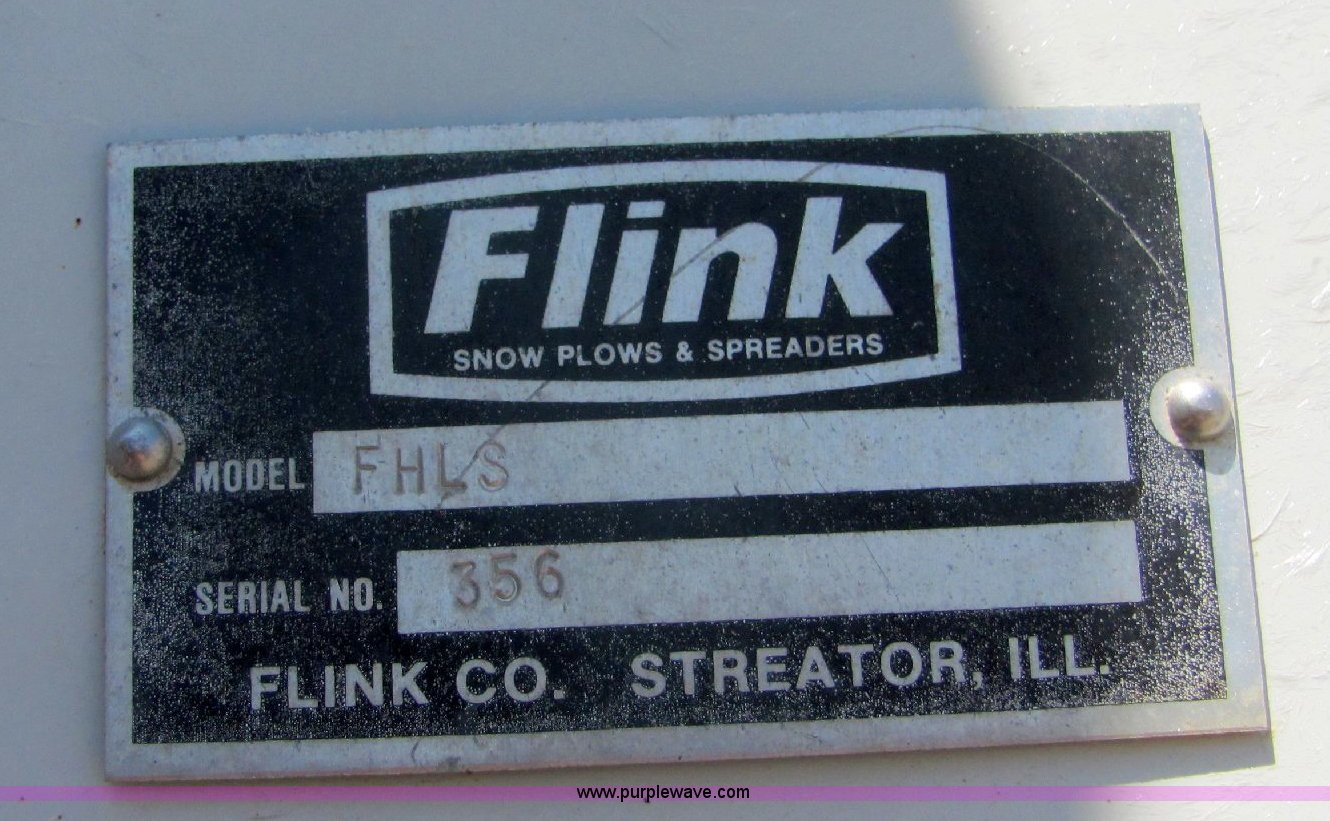 Flink
SNOW PLOWS & SPREADERS
MODEL FHLS
SERIAL NO. 356
FLINK CO. STREATOR, ILL.
www.purplewave.com